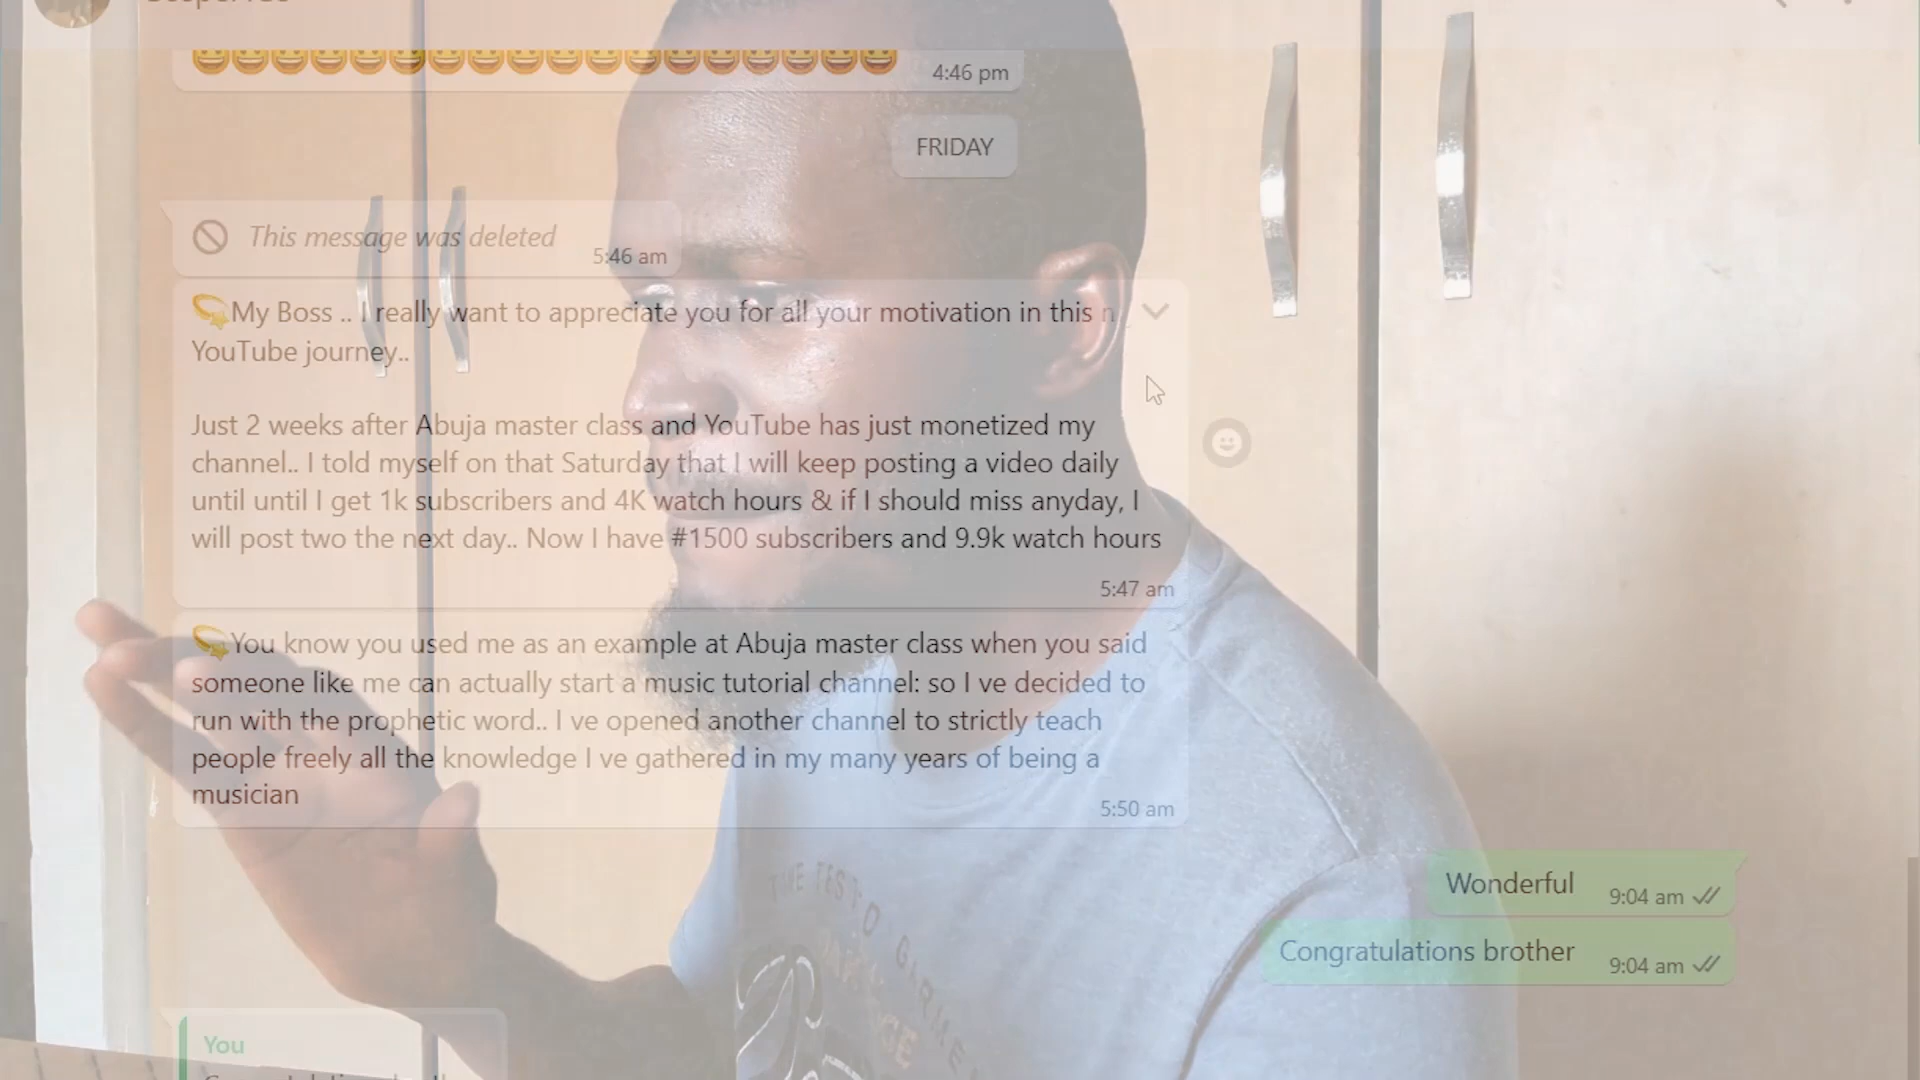 4:46 pm
FRIDAY
This message was deleted
5:46 am
My Boss .. I really want to appreciate you for all your motivation in this
YouTube journey..
Just 2 weeks after Abuja master class and YouTube has just monetized my
channel.. I told myself on that Saturday that I will keep posting a video daily
until until I get 1k subscribers and 4K watch hours & if I should miss anyday, I
will post two the next day.. Now I have #1500 subscribers and 9.9k watch hours
5:47 am
You know you used me as an example at Abuja master class when you said
someone like me can actually start a music tutorial channel: so I ve decided to
run with the prophetic word.. I ve opened another channel to strictly teach
people freely all the knowledge I ve gathered in my many years of being a
musician
5:50 am
Wonderful 9:04 am
Congratulations brother 9:04 am
You